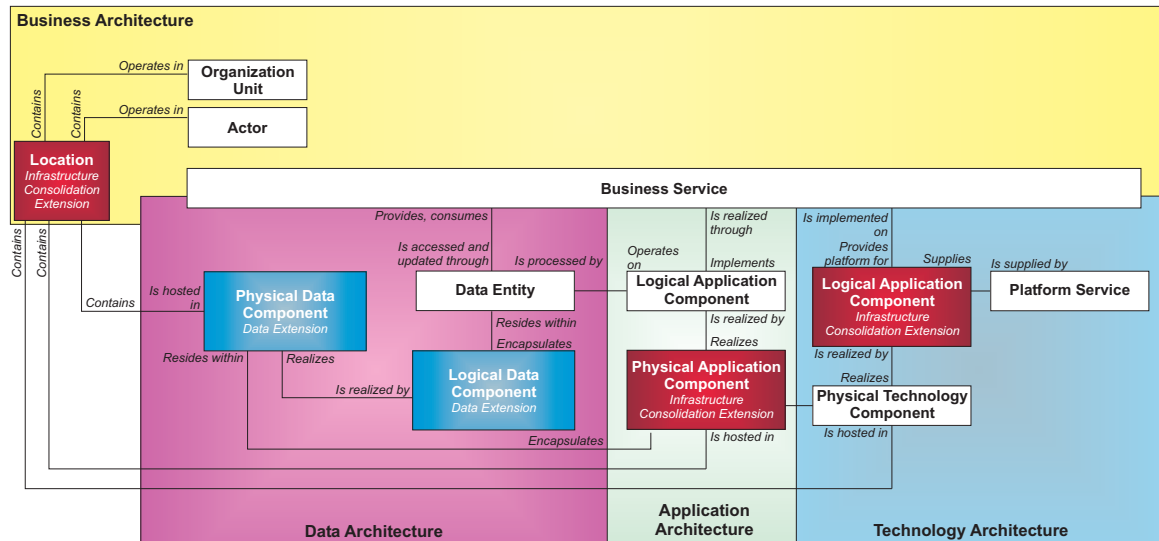 Business Architecture
Operates in
Organization
Unit
Contains
Contains
Operates in
Actor
Location
Infrastructure
Consolidation
Extension
Business Service
Contains
Contains
Contains
Provides, consumes
Is accessed and
updated through
Is processed by
Is realized
through
Operates
on
Implements
Is implemented
on
Provides
platform for
Supplies
Is supplied by
Is hosted
in
Physical Data
Component
Data Extension
Data Entity
Logical Application
Component
Logical Application
Component
Infrastructure
Consolidation Extension
Platform Service
Resides within
Encapsulates
Is realized by
Realizes
Resides within
Realizes
Is realized by
Logical Data
Component
Data Extension
Physical Application
Component
Infrastructure
Consolidation Extension
Is realized by
Realizes
Physical Technology
Component
Encapsulates
Is hosted in
Is hosted in
Data Architecture
Application
Architecture
Technology Architecture